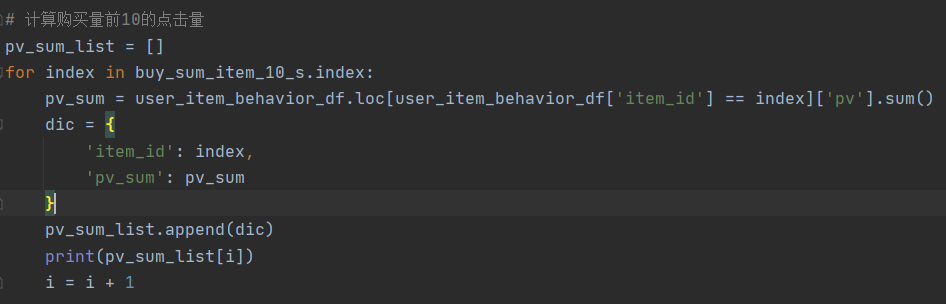 # 计算购买量前10的点击量
pv_sum_list = []
for index in buy_sum_item_10_s.index:
    pv_sum = user_item_behavior_df.loc[user_item_behavior_df['item_id'] == index]['pv'].sum()
    dic = {
        'item_id': index,
        'pv_sum': pv_sum
    }
    pv_sum_list.append(dic)
    print(pv_sum_list[i])
    i = i + 1